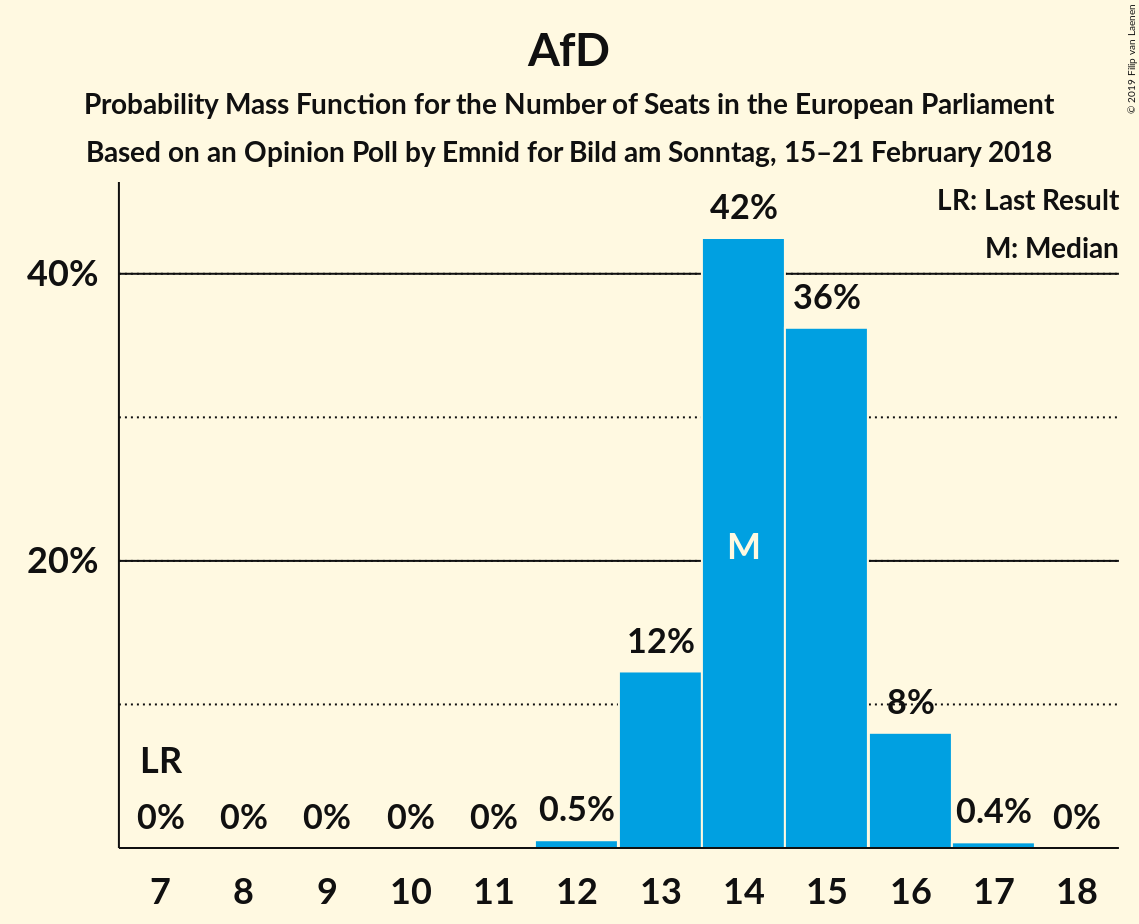 AfD
Probability Mass Function for the Number of Seats in the European Parliament
Based on an Opinion Poll by Emnid for Bild am Sonntag, 15–21 February 2018
© 2019 Filip van Laenen
LR: Last Result
M: Median
42%
40%
36%
M
20%
12%
8%
LR
0% 0% 0% 0% 0% 0.5% 0.4% 0%
7 8 9 10 11 12 13 14 15 16 17 18